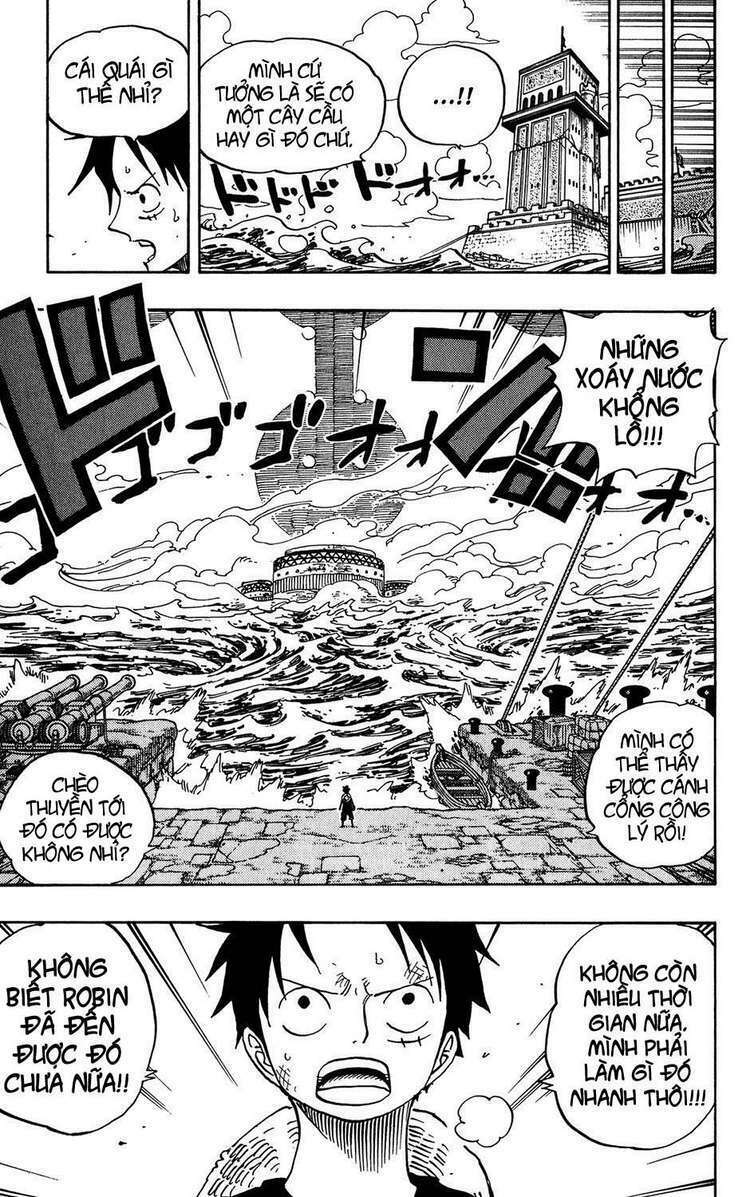 ...!!
MÌNH CỨ
TƯỞNG LÀ SẼ CÓ
MỘT CÂY CẦU
HAY GÌ ĐÓ CHỨ.
ド ド ド ド オ オ オ...
CÁI QUÁI GÌ
THẾ NHỈ?
NHỮNG
XOÁY NƯỚC
KHỔNG
LỒ!!!
ドドド
ゴゴゴゴオオオオ...
MÌNH CÓ
THỂ THẤY
ĐƯỢC CÁNH
CỔNG CÔNG
LÝ RỒI!
CHÈO
THUYỀN TỚI
ĐÓ CÓ ĐƯỢC
KHÔNG NHỈ?
KHÔNG CÒN
NHIỀU THỜI
GIAN NỮA.
MÌNH PHẢI
LÀM GÌ ĐÓ
NHANH THÔI!!!
KHÔNG
BIẾT ROBIN
ĐÃ ĐẾN
ĐƯỢC ĐÓ
CHƯA NỮA!!